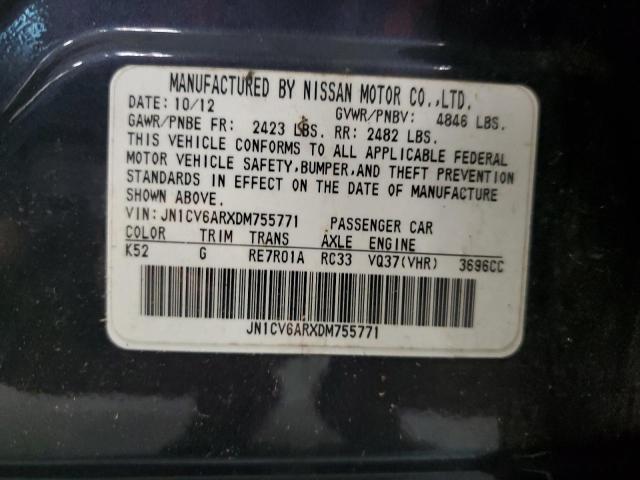 MANUFACTURED BY NISSAN MOTOR CO.,LTD.
DATE: 10/12 GVWR/PNBV: 4846 LBS.
GAWR/PNBE FR: 2423 LBS. RR: 2482 LBS.
THIS VEHICLE CONFORMS TO ALL APPLICABLE FEDERAL
MOTOR VEHICLE SAFETY,BUMPER,AND THEFT PREVENTION
STANDARDS IN EFFECT ON THE DATE OF MANUFACTURE
SHOWN ABOVE.
VIN: JN1CV6ARXDM755771 PASSENGER CAR
COLOR TRIM TRANS AXLE ENGINE
K52 G RE7R01A RC33 VQ37(VHR) 3696CC
JN1CV6ARXDM755771